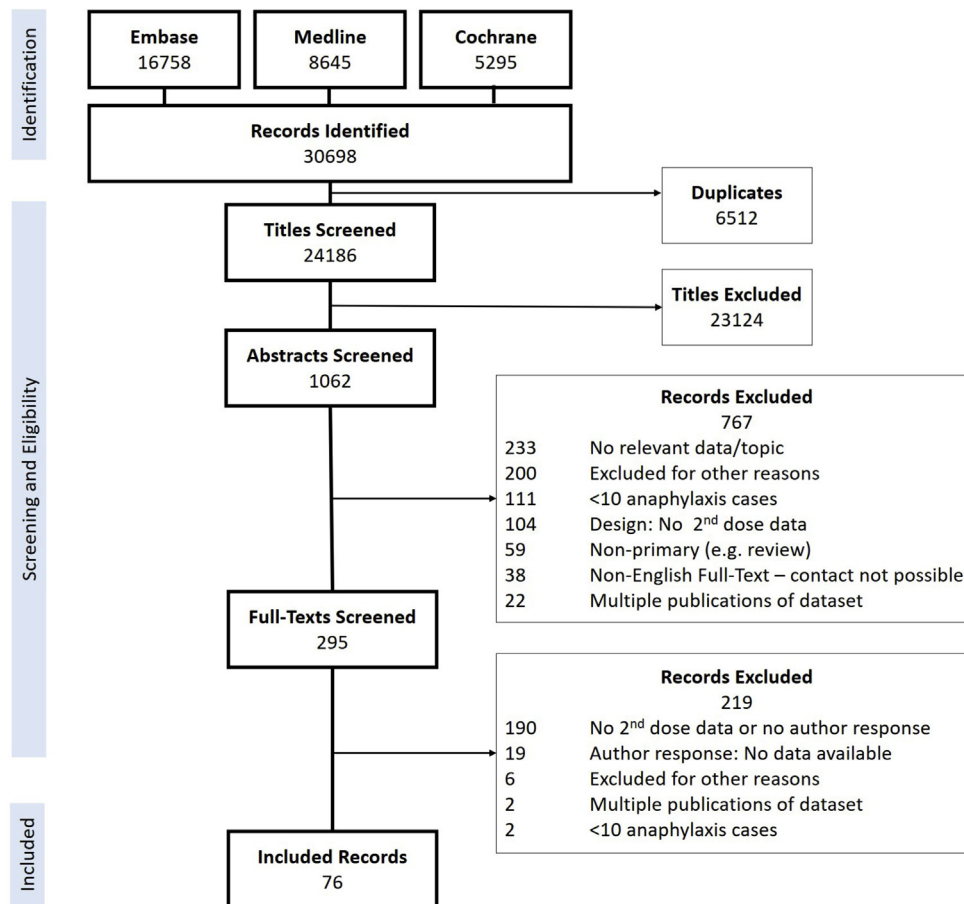 Identification
Embase
16758
Medline
8645
Cochrane
5295
Records Identified
30698
Duplicates
6512
Screening and Eligibility
Titles Screened
24186
Titles Excluded
23124
Abstracts Screened
1062
Records Excluded
767
233 No relevant data/topic
200 Excluded for other reasons
111 <10 anaphylaxis cases
104 Design: No 2nd dose data
59 Non-primary (e.g. review)
38 Non-English Full-Text – contact not possible
22 Multiple publications of dataset
Full-Texts Screened
295
Records Excluded
219
190 No 2nd dose data or no author response
19 Author response: No data available
6 Excluded for other reasons
2 Multiple publications of dataset
2 <10 anaphylaxis cases
Included
Included Records
76